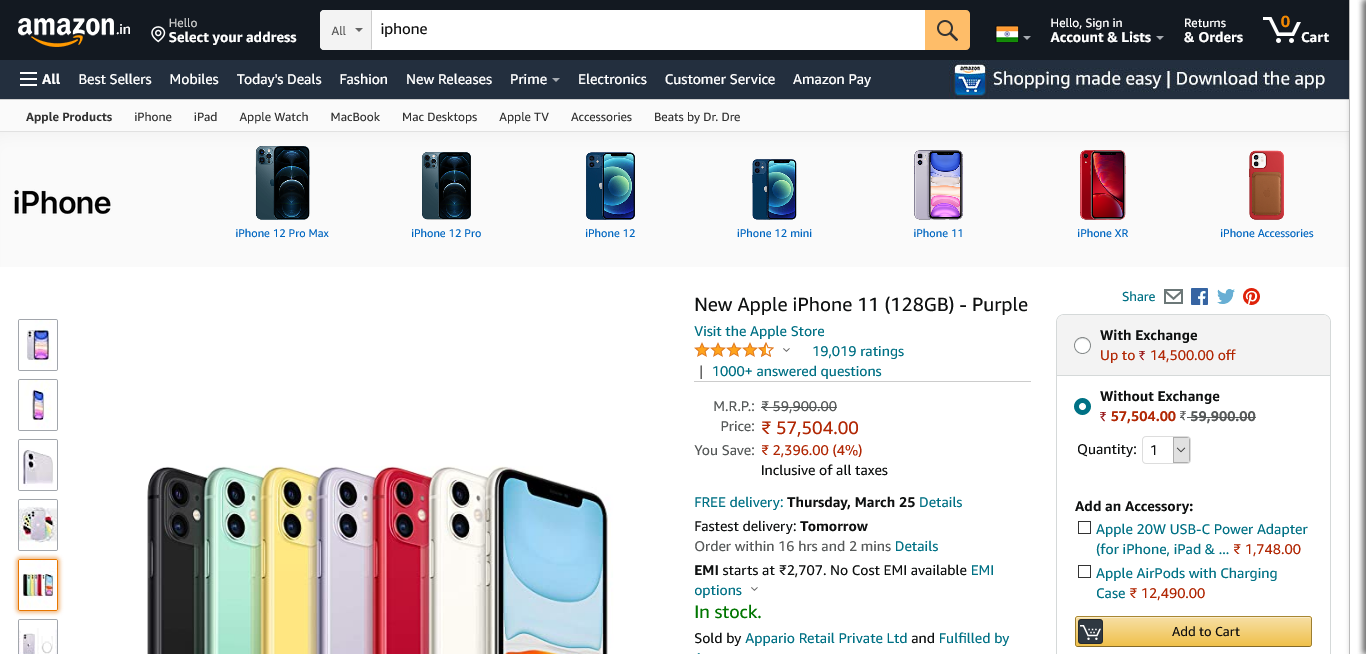 amazon.in
Hello
Select your address
All
iphone
Hello, Sign in
Account & Lists
Returns
& Orders
0
Cart
All Best Sellers Mobiles Today's Deals Fashion New Releases Prime Electronics Customer Service Amazon Pay
amazon
Shopping made easy | Download the app
Apple Products iPhone iPad Apple Watch MacBook Mac Desktops Apple TV Accessories Beats by Dr. Dre
iPhone
iPhone 12 Pro Max iPhone 12 Pro iPhone 12 iPhone 12 mini iPhone 11 iPhone XR iPhone Accessories
New Apple iPhone 11 (128GB) - Purple
Visit the Apple Store
19,019 ratings
| 1000+ answered questions
M.R.P.: ₹ 59,900.00
Price: ₹ 57,504.00
You Save: ₹ 2,396.00 (4%)
Inclusive of all taxes
FREE delivery: Thursday, March 25 Details
Fastest delivery: Tomorrow
Order within 16 hrs and 2 mins Details
EMI starts at ₹2,707. No Cost EMI available EMI
options
In stock.
Sold by Appario Retail Private Ltd and Fulfilled by
Share
With Exchange
Up to ₹ 14,500.00 off
Without Exchange
₹ 57,504.00 ₹ 59,900.00
Quantity: 1
Add an Accessory:
Apple 20W USB-C Power Adapter
(for iPhone, iPad & ... ₹ 1,748.00
Apple AirPods with Charging
Case ₹ 12,490.00
Add to Cart